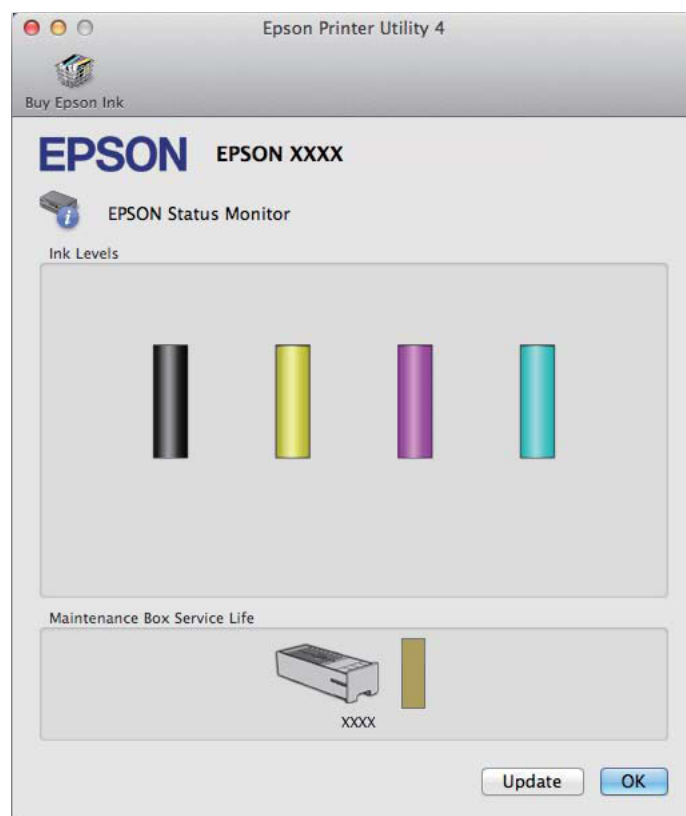 Epson Printer Utility 4
Buy Epson Ink
EPSON EPSON XXXX
EPSON Status Monitor
Ink Levels
Maintenance Box Service Life
XXXX
Update OK